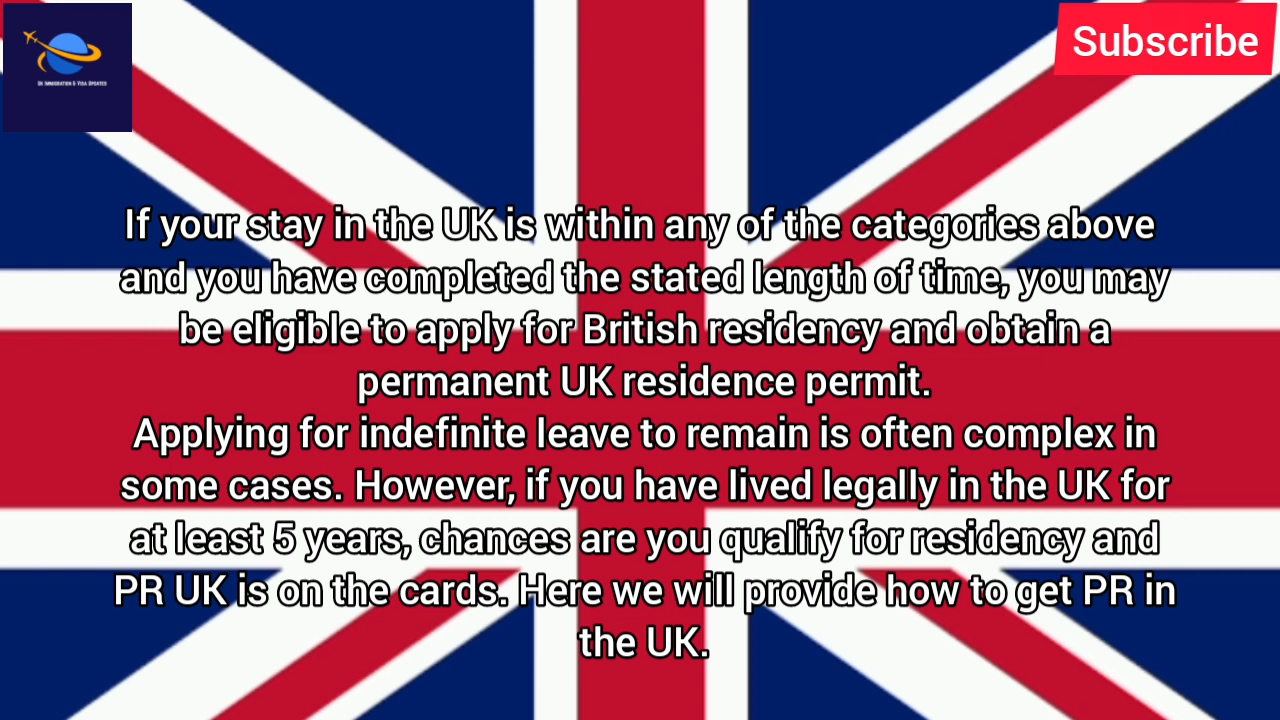 UK IMMIGRATION & VISA UPDATES
Subscribe
If your stay in the UK is within any of the categories above
and you have completed the stated length of time, you may
be eligible to apply for British residency and obtain a
permanent UK residence permit.
Applying for indefinite leave to remain is often complex in
some cases. However, if you have lived legally in the UK for
at least 5 years, chances are you qualify for residency and
PR UK is on the cards. Here we will provide how to get PR in
the UK.